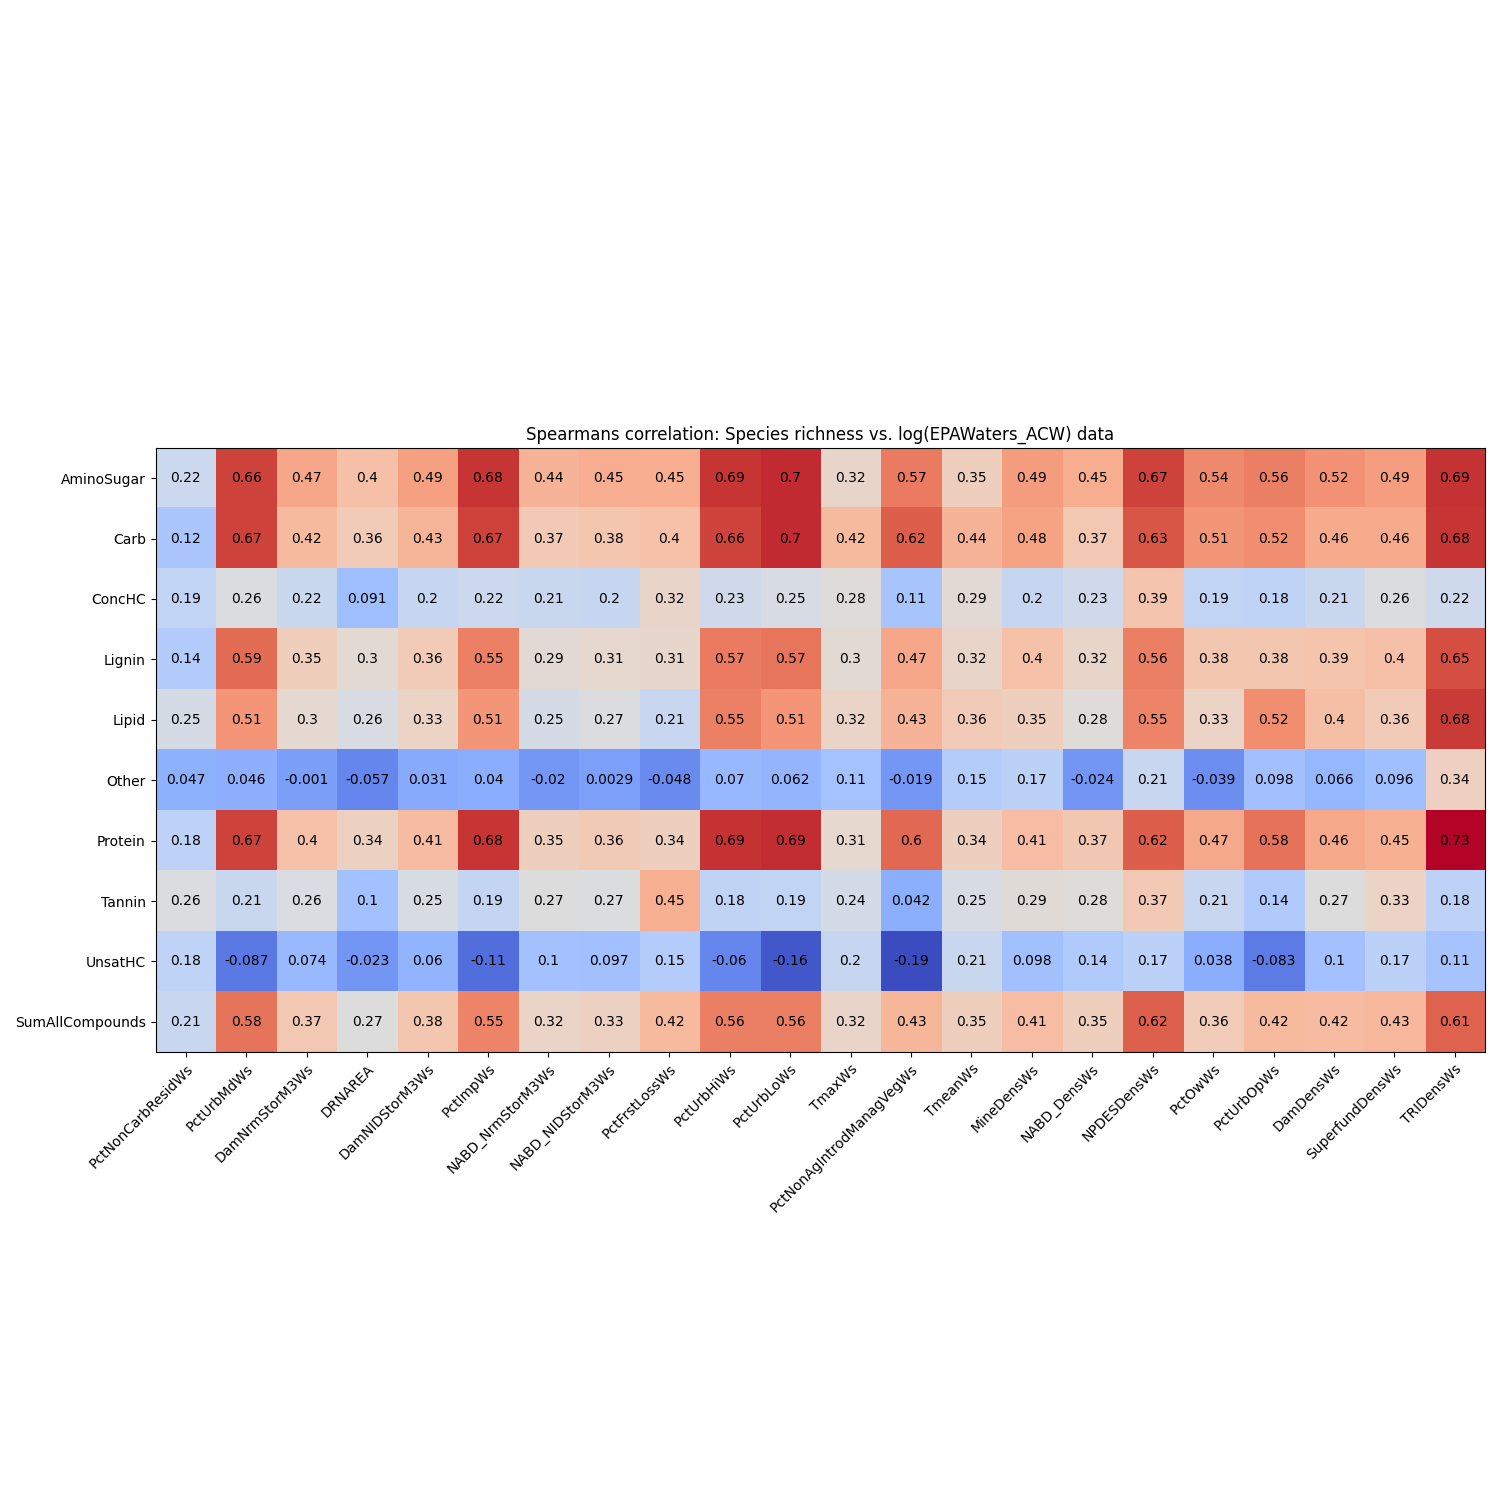 Spearmans correlation: Species richness vs. log(EPAWaters_ACW) data
AminoSugar 0.22 0.66 0.47 0.4 0.49 0.68 0.44 0.45 0.45 0.69 0.7 0.32 0.57 0.35 0.49 0.45 0.67 0.54 0.56 0.52 0.49 0.69
Carb 0.12 0.67 0.42 0.36 0.43 0.67 0.37 0.38 0.4 0.66 0.7 0.42 0.62 0.44 0.48 0.37 0.63 0.51 0.52 0.46 0.46 0.68
ConcHC 0.19 0.26 0.22 0.091 0.2 0.22 0.21 0.2 0.32 0.23 0.25 0.28 0.11 0.29 0.2 0.23 0.39 0.19 0.18 0.21 0.26 0.22
Lignin 0.14 0.59 0.35 0.3 0.36 0.55 0.29 0.31 0.31 0.57 0.57 0.3 0.47 0.32 0.4 0.32 0.56 0.38 0.38 0.39 0.4 0.65
Lipid 0.25 0.51 0.3 0.26 0.33 0.51 0.25 0.27 0.21 0.55 0.51 0.32 0.43 0.36 0.35 0.28 0.55 0.33 0.52 0.4 0.36 0.68
Other 0.047 0.046 -0.001 -0.057 0.031 0.04 -0.02 0.0029 -0.048 0.07 0.062 0.11 -0.019 0.15 0.17 -0.024 0.21 -0.039 0.098 0.066 0.096 0.34
Protein 0.18 0.67 0.4 0.34 0.41 0.68 0.35 0.36 0.34 0.69 0.69 0.31 0.6 0.34 0.41 0.37 0.62 0.47 0.58 0.46 0.45 0.73
Tannin 0.26 0.21 0.26 0.1 0.25 0.19 0.27 0.27 0.45 0.18 0.19 0.24 0.042 0.25 0.29 0.28 0.37 0.21 0.14 0.27 0.33 0.18
UnsatHC 0.18 -0.087 0.074 -0.023 0.06 -0.11 0.1 0.097 0.15 -0.06 -0.16 0.2 -0.19 0.21 0.098 0.14 0.17 0.038 -0.083 0.1 0.17 0.11
SumAllCompounds 0.21 0.58 0.37 0.27 0.38 0.55 0.32 0.33 0.42 0.56 0.56 0.32 0.43 0.35 0.41 0.35 0.62 0.36 0.42 0.42 0.43 0.61
PctNonCarbResidWs
PctUrbMdWs
DamNrmStorM3Ws
DRNAREA
DamNIDStorM3Ws
PctImpWs
NABD_NrmStorM3Ws
NABD_NIDStorM3Ws
PctFrstLossWs
PctUrbHiWs
PctUrbLoWs
TmaxWs
PctNonAgIntrodManagVegWs
TmeanWs
MineDensWs
NABD_DensWs
NPDESDensWs
PctOwWs
PctUrbOpWs
DamDensWs
SuperfundDensWs
TRIDensWs